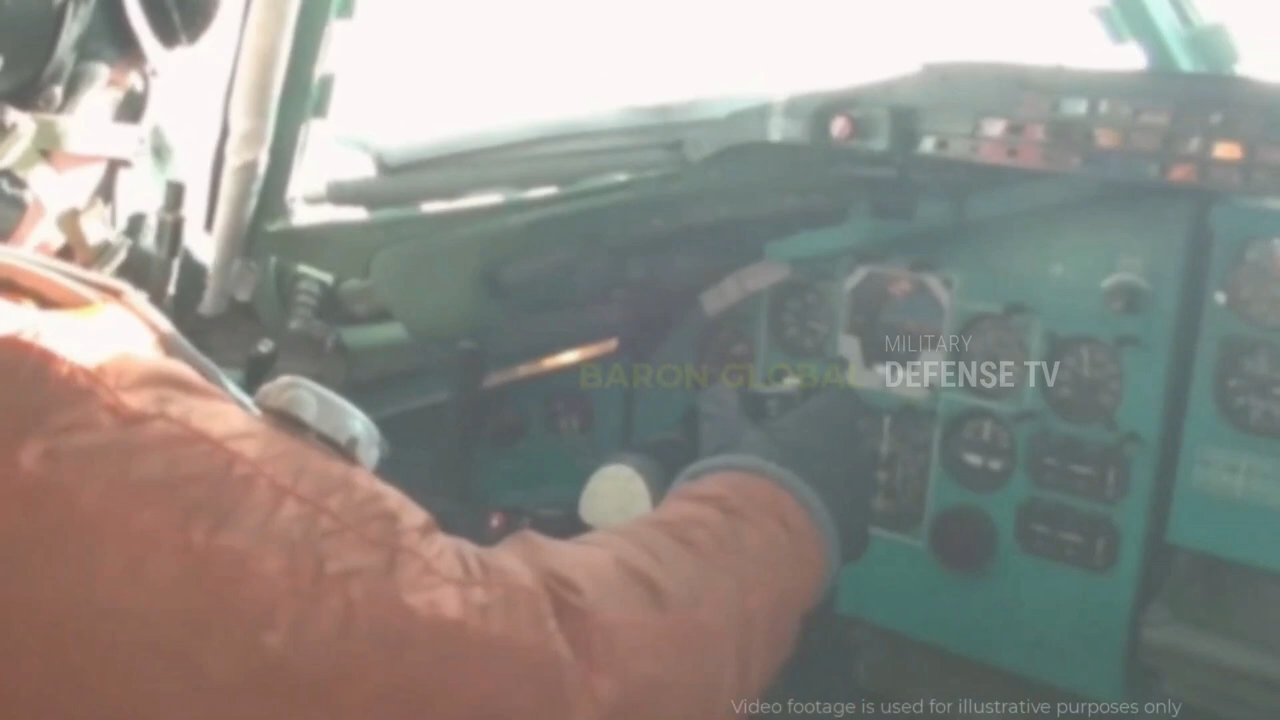 MILITARY
BARON GLOBAL
DEFENSE TV
Video footage is used for illustrative purposes only